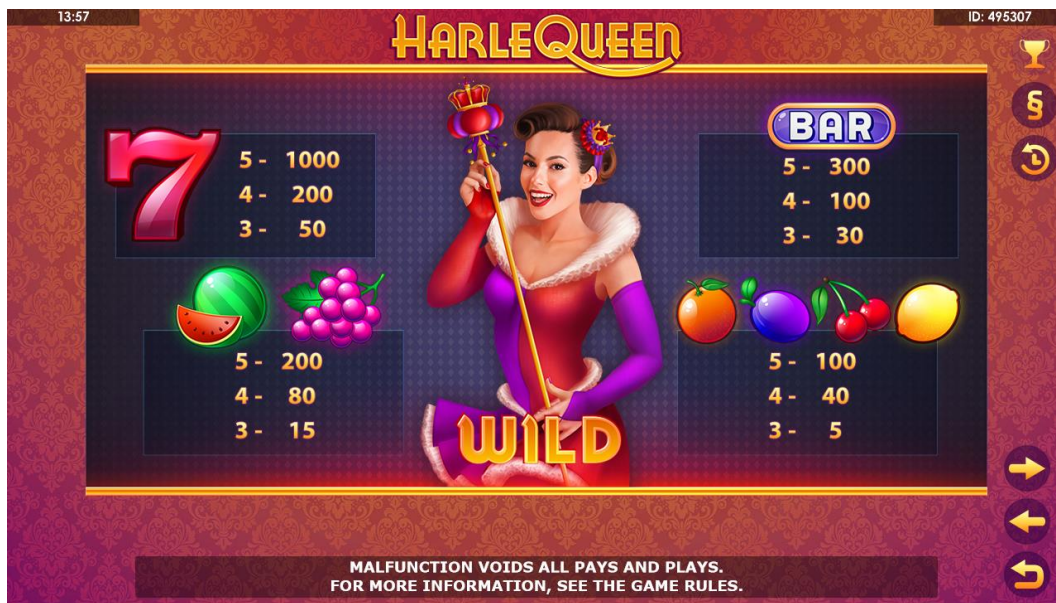 13:57
ID: 495307
HARLEQUEEN
7
5 - 1000
4 - 200
3 - 50
BAR
5 - 300
4 - 100
3 - 30
5 - 200
4 - 80
3 - 15
5 - 100
4 - 40
3 - 5
WILD
§
MALFUNCTION VOIDS ALL PAYS AND PLAYS.
FOR MORE INFORMATION, SEE THE GAME RULES.